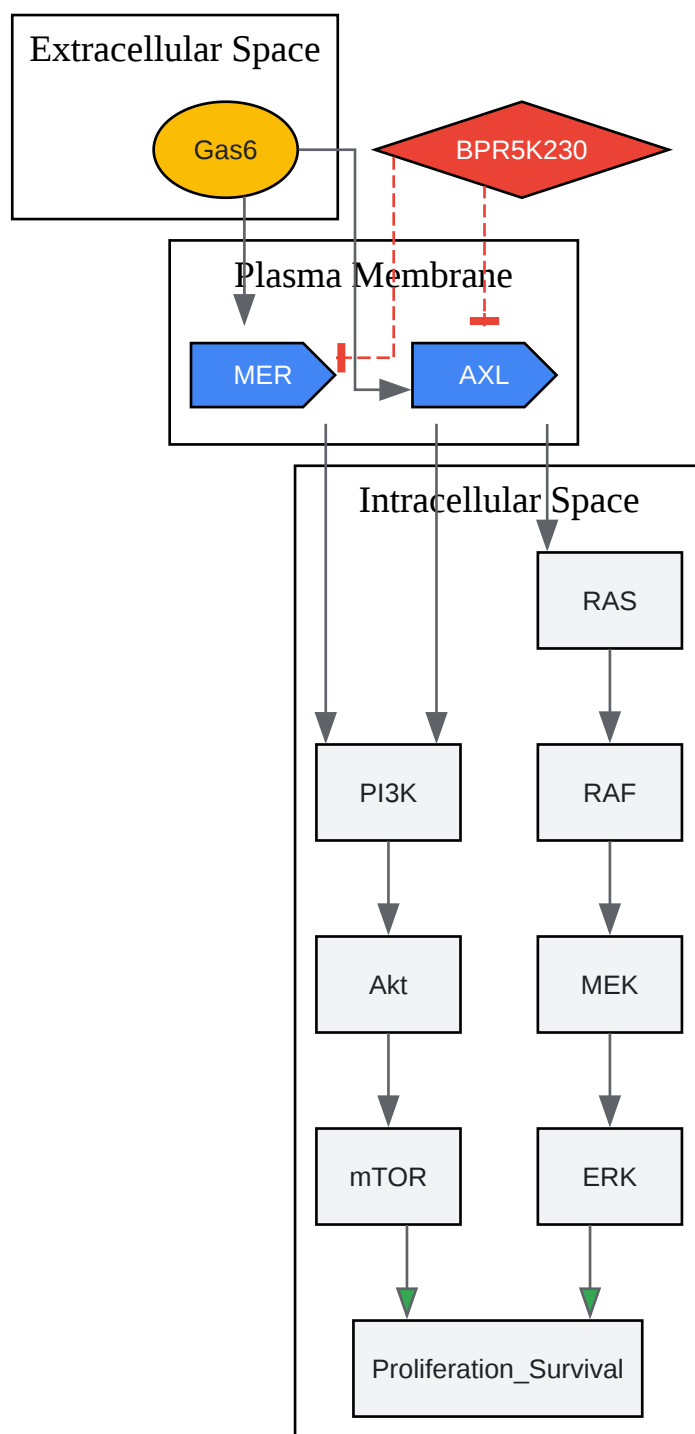 Extracellular Space
Gas6
BPR5K230
Plasma Membrane
MER
AXL
Intracellular Space
RAS
PI3K
RAF
Akt
MEK
mTOR
ERK
Proliferation_Survival